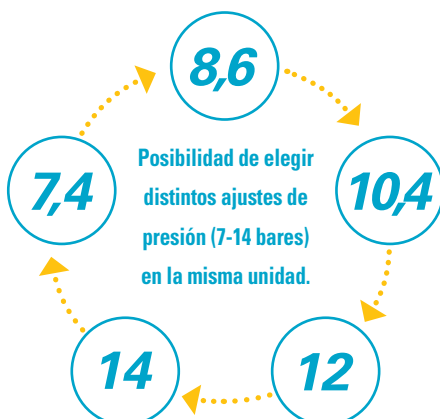 8,6
7,4
Posibilidad de elegir
distintos ajustes de
presión (7-14 bares)
en la misma unidad.
10,4
14
12